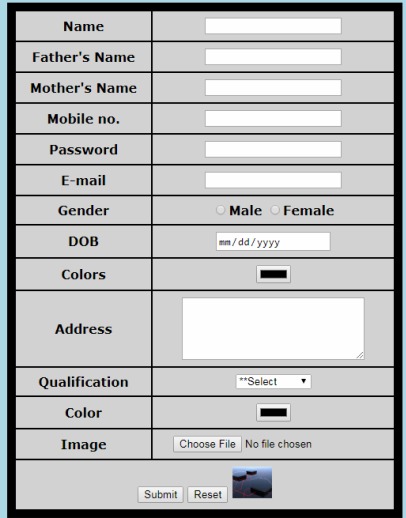 Name
Father's Name
Mother's Name
Mobile no.
Password
E-mail
Gender Male Female
DOB mm/dd/yyyy
Colors
Address
Qualification **Select
Color
Image Choose File No file chosen
Submit Reset